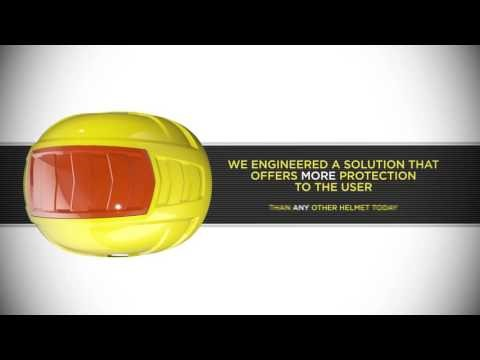 WE ENGINEERED A SOLUTION THAT
OFFERS MORE PROTECTION
TO THE USER
THAN ANY OTHER HELMET TODAY